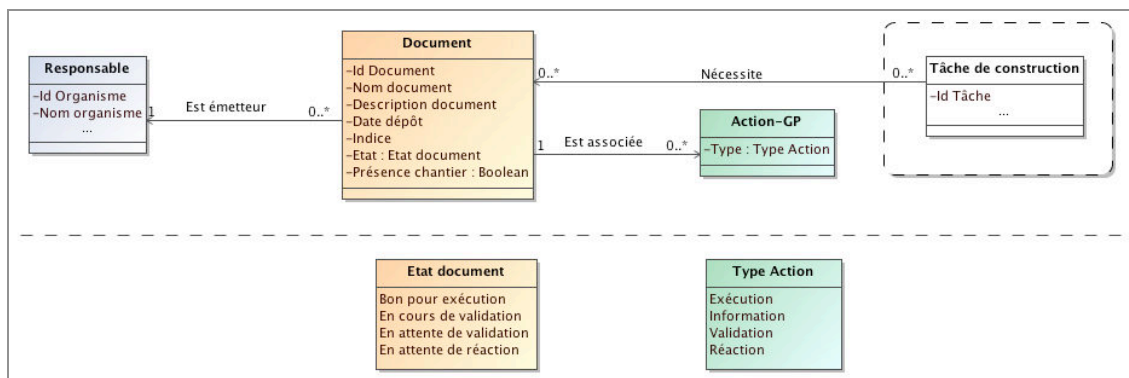 Responsable
-Id Organisme
-Nom organisme
...
1
Est émetteur
0..*
Document
-Id Document
-Nom document
-Description document
-Date dépôt
-Indice
-Etat : Etat document
-Présence chantier : Boolean
0..*
Nécessite
0..*
Tâche de construction
-Id Tâche
...
1
Est associée
0..*
Action-GP
-Type : Type Action
Etat document
Bon pour exécution
En cours de validation
En attente de validation
En attente de réaction
Type Action
Exécution
Information
Validation
Réaction